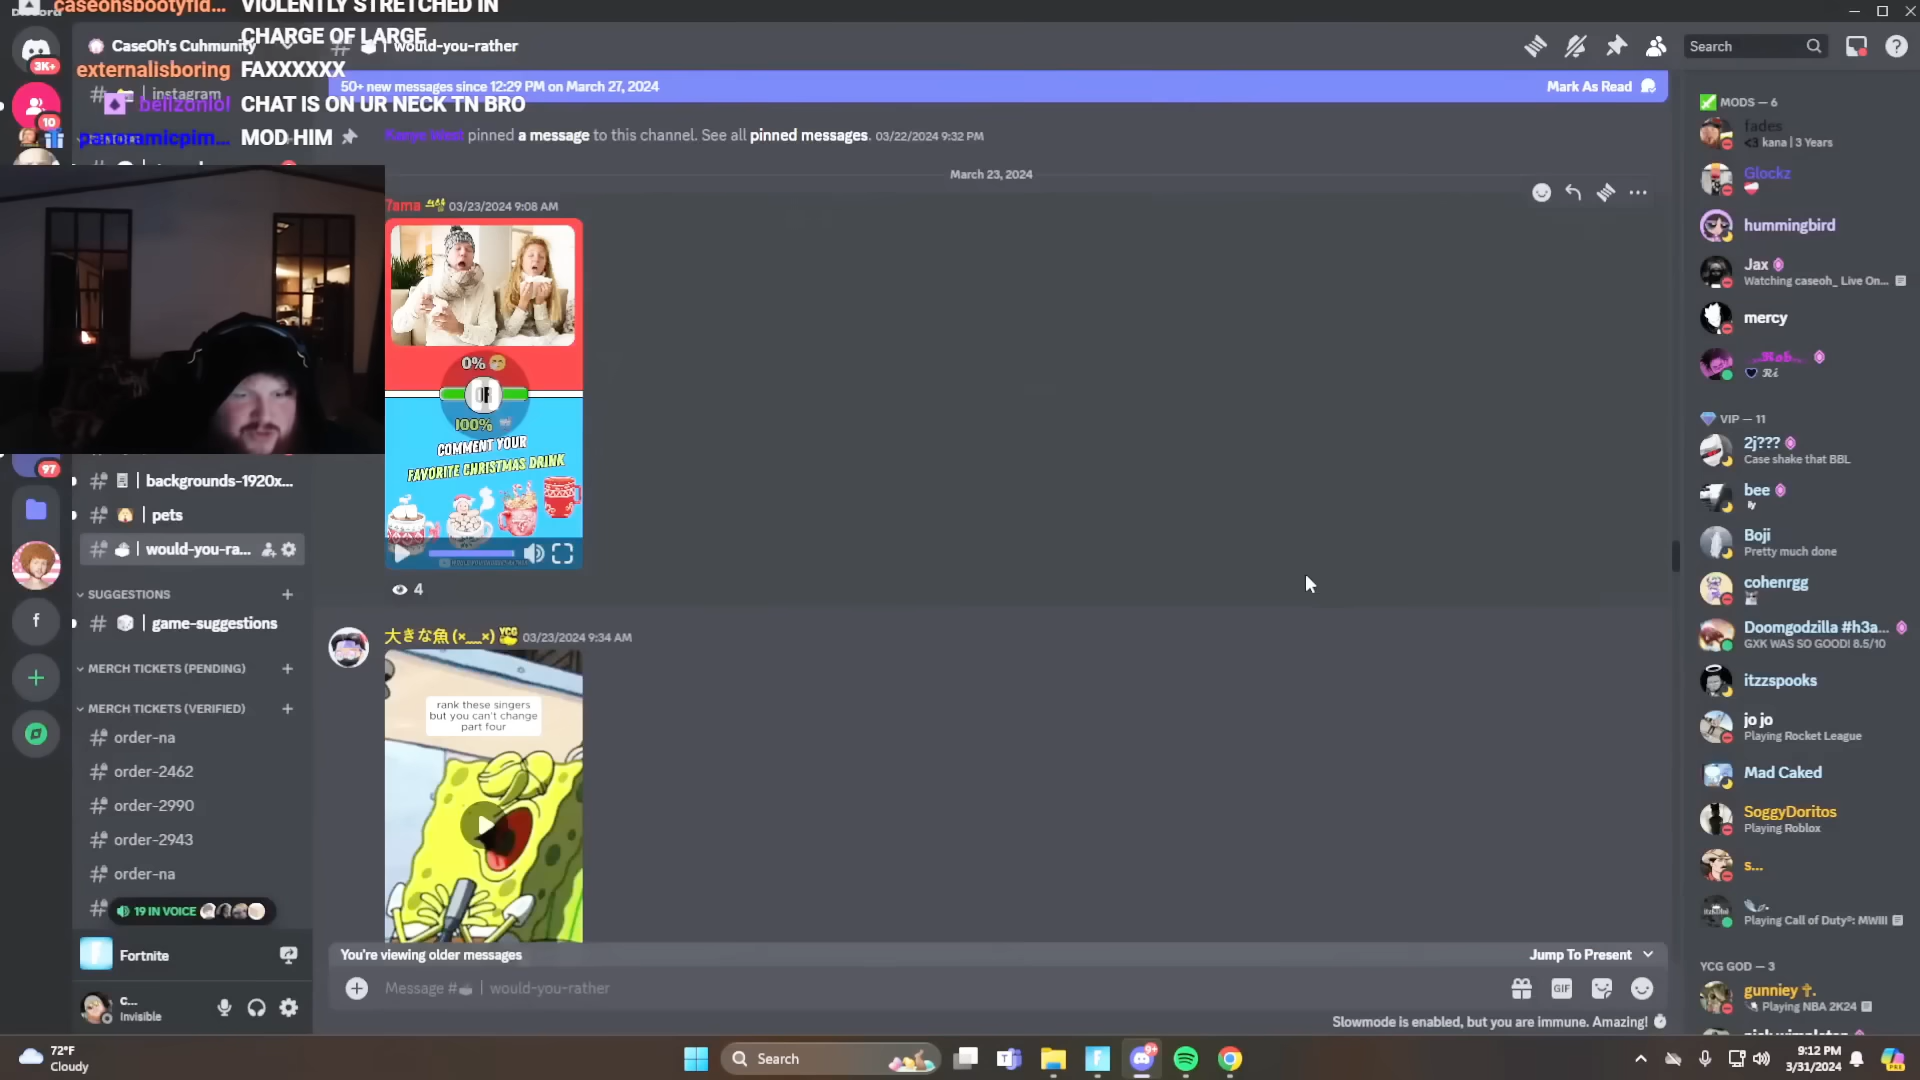 Discord
caseohsbootyfid... VIOLENTLY STRETCHED IN
CHARGE OF LARGE
externalisboring FAXXXXXX
benzonlol CHAT IS ON UR NECK TN BRO
panoramicpim... MOD HIM
3K+
CaseOh's Cuhmunity
instagram
10
would-you-rather
Search
50+ new messages since 12:29 PM on March 27, 2024
Mark As Read
Kanye West pinned a message to this channel. See all pinned messages. 03/22/2024 9:32 PM
March 23, 2024
7ama 03/23/2024 9:08 AM
0%
OR
100%
COMMENT YOUR
FAVORITE CHRISTMAS DRINK
4
大きな魚 (×﹏×) YCG 03/23/2024 9:34 AM
rank these singers
but you can't change
part four
You're viewing older messages
Jump To Present
Message # | would-you-rather
GIF
Slowmode is enabled, but you are immune. Amazing!
97
# | backgrounds-1920x...
# | pets
# | would-you-ra...
SUGGESTIONS
# | game-suggestions
MERCH TICKETS (PENDING)
MERCH TICKETS (VERIFIED)
order-na
order-2462
order-2990
order-2943
order-na
19 IN VOICE
f
Fortnite
c...
Invisible
MODS — 6
fades
<3 kana | 3 Years
Glockz
hummingbird
Jax
Watching caseoh_ Live On...
mercy
...Rob...
Ri
VIP — 11
2j???
Case shake that BBL
bee
lly
Boji
Pretty much done
cohenrgg
Doomgodzilla #h3a...
GXK WAS SO GOOD! 8.5/10
itzzspooks
jo jo
Playing Rocket League
Mad Caked
SoggyDoritos
Playing Roblox
s...
Playing Call of Duty®: MWIII
YCG GOD — 3
gunniey ✞.
Playing NBA 2K24
72°F
Cloudy
Search
9+
9:12 PM
3/31/2024
PRE